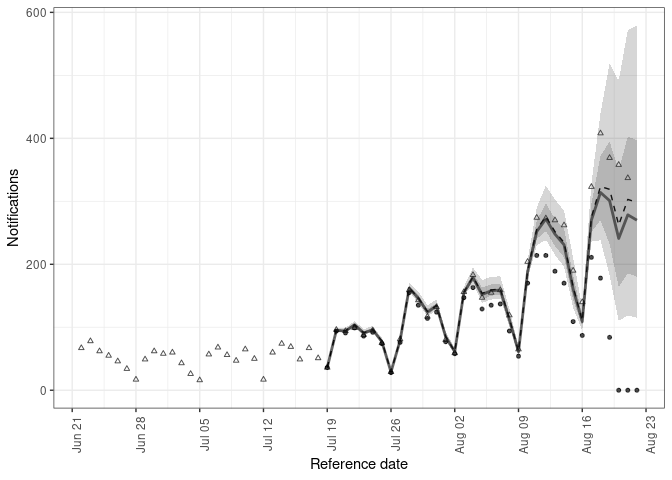 600
400
200
0
Notifications
Jun 21
Jun 28
Jul 05
Jul 12
Jul 19
Jul 26
Aug 02
Aug 09
Aug 16
Aug 23
Reference date